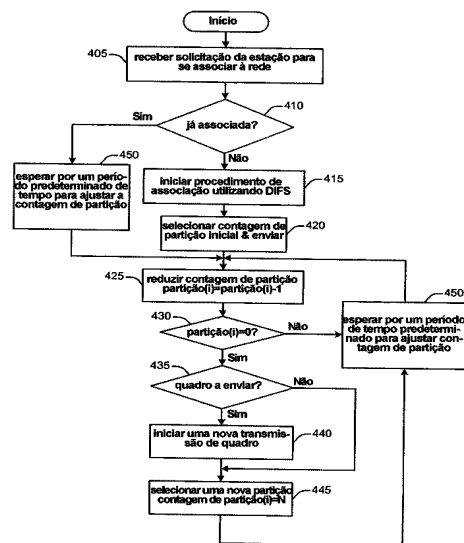 Início
405
receber solicitação da estação para
se associar à rede
410
já associada?
Sim
Não
450
esperar por um perío-
do predeterminado de
tempo para ajustar a
contagem de partição
iniciar procedimento de
associação utilizando DIFS
415
420
selecionar contagem de
partição inicial & enviar
425
reduzir contagem de partição
partição(i)=partição(i)-1
430
partição(i)=0?
Não
Sim
450
esperar por um período
de tempo predetermi-
nado para ajustar con-
tagem de partição
435
quadro a enviar?
Não
Sim
iniciar uma nova transmis-
são de quadro
440
selecionar uma nova partição
contagem de partição(i)=N
445